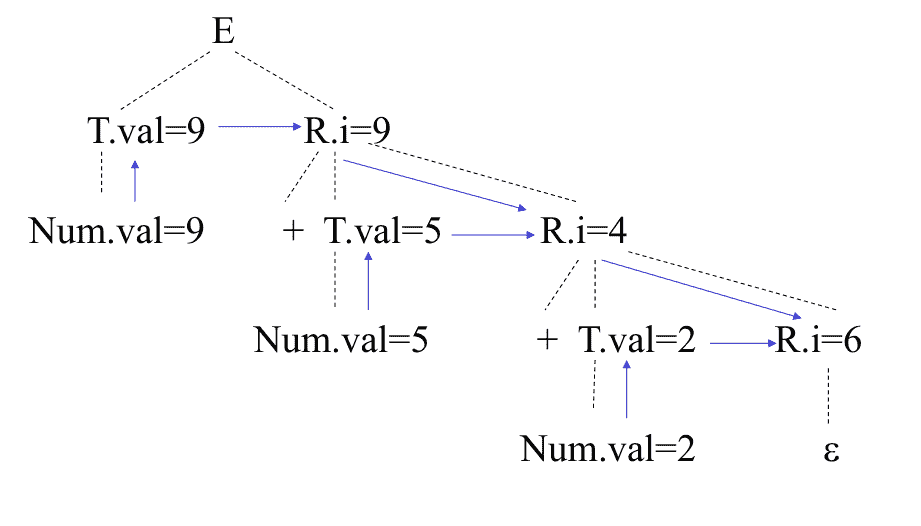 E
T.val=9 R.i=9
Num.val=9 + T.val=5 R.i=4
Num.val=5 + T.val=2 R.i=6
Num.val=2 ε